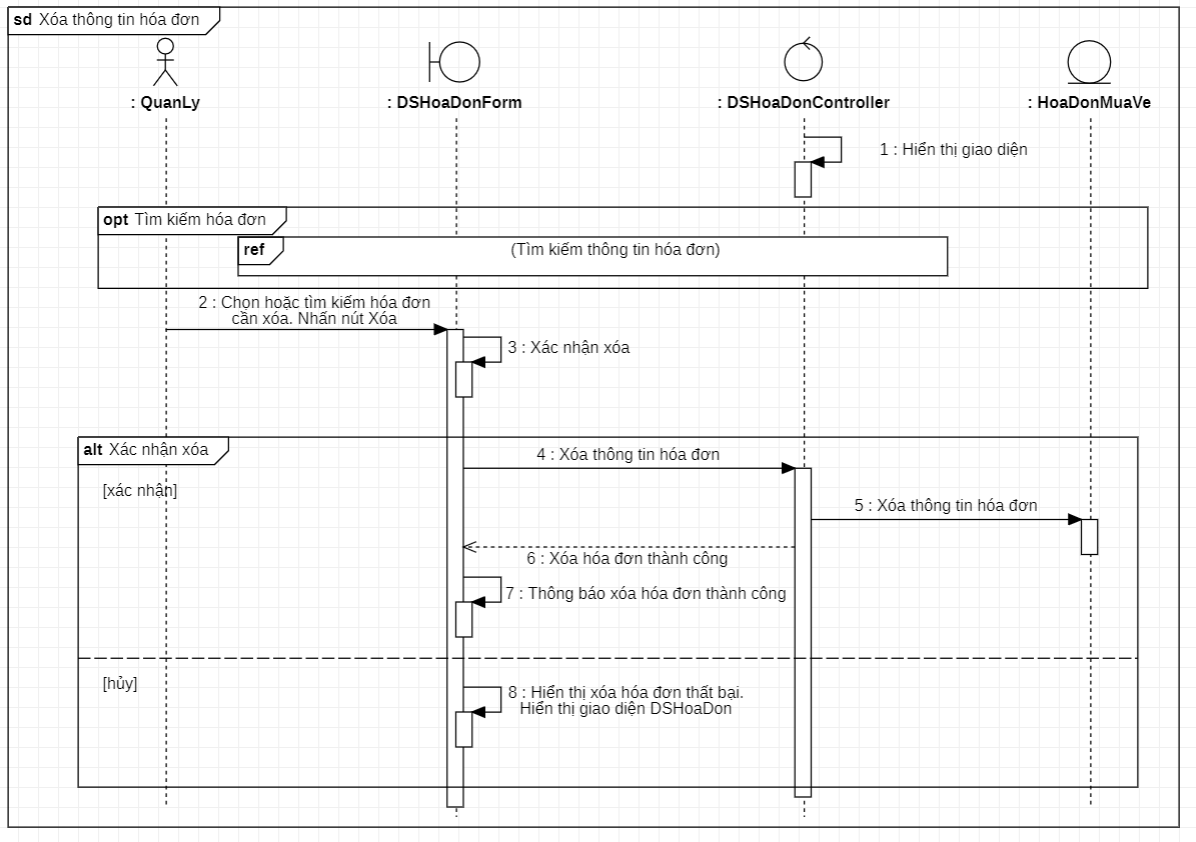 sd Xóa thông tin hóa đơn
: QuanLy
: DSHoaDonForm
: DSHoaDonController
: HoaDonMuaVe
1 : Hiển thị giao diện
opt Tìm kiếm hóa đơn
ref
(Tìm kiếm thông tin hóa đơn)
2 : Chọn hoặc tìm kiếm hóa đơn
cần xóa. Nhấn nút Xóa
3 : Xác nhận xóa
alt Xác nhận xóa
4 : Xóa thông tin hóa đơn
[xác nhận]
5 : Xóa thông tin hóa đơn
6 : Xóa hóa đơn thành công
7 : Thông báo xóa hóa đơn thành công
[hủy]
8 : Hiển thị xóa hóa đơn thất bại.
Hiển thị giao diện DSHoaDon